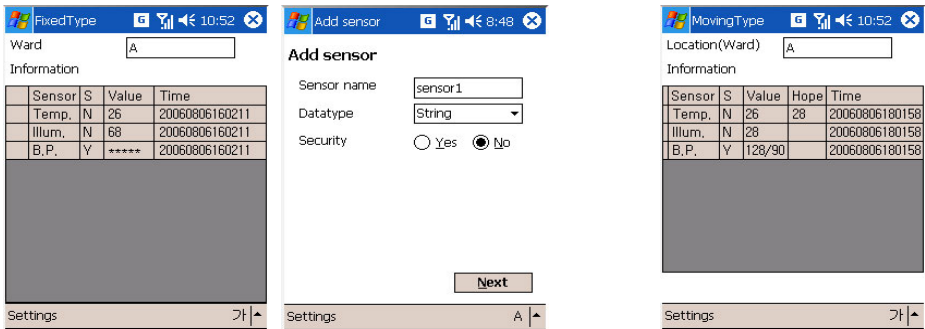 FixedType G 10:52
Ward A
Information
Sensor S Value Time
Temp, N 26 20060806160211
Illum, N 68 20060806160211
B,P, Y ***** 20060806160211
Settings 가
Add sensor G 8:48
Add sensor
Sensor name sensor1
Datatype String
Security Yes No
Next
Settings A
MovingType G 10:52
Location(Ward) A
Information
Sensor S Value Hope Time
Temp, N 26 28 20060806180158
Illum, N 28 20060806180158
B,P, Y 128/90 20060806180158
Settings 가